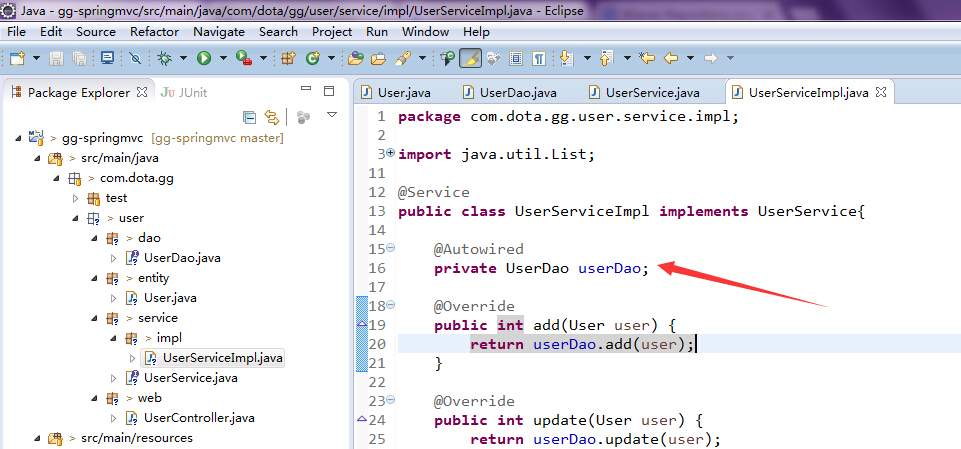 Java - gg-springmvc/src/main/java/com/dota/gg/user/service/impl/UserServiceImpl.java - Eclipse
File Edit Source Refactor Navigate Search Project Run Window Help
Package Explorer JUnit
> gg-springmvc [gg-springmvc master]
> src/main/java
> com.dota.gg
test
> user
> dao
UserDao.java
> entity
User.java
> service
> impl
UserServiceImpl.java
UserService.java
> web
UserController.java
> src/main/resources
User.java UserDao.java UserService.java UserServiceImpl.java
1 package com.dota.gg.user.service.impl;
2
3 import java.util.List;
11
12 @Service
13 public class UserServiceImpl implements UserService{
14
15 @Autowired
16 private UserDao userDao;
17
18 @Override
19 public int add(User user) {
20 return userDao.add(user);
21 }
22
23 @Override
24 public int update(User user) {
25 return userDao.update(user);